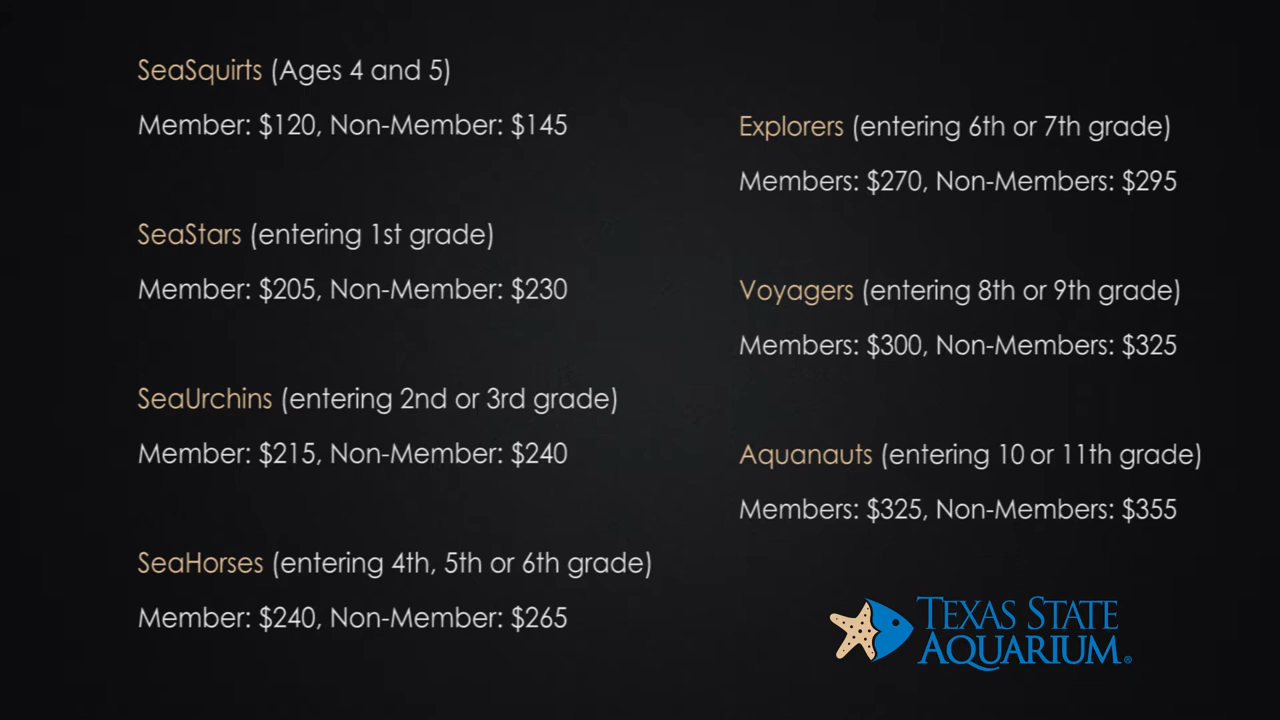 SeaSquirts (Ages 4 and 5)
Member: $120, Non-Member: $145
SeaStars (entering 1st grade)
Member: $205, Non-Member: $230
SeaUrchins (entering 2nd or 3rd grade)
Member: $215, Non-Member: $240
SeaHorses (entering 4th, 5th or 6th grade)
Member: $240, Non-Member: $265
Explorers (entering 6th or 7th grade)
Members: $270, Non-Members: $295
Voyagers (entering 8th or 9th grade)
Members: $300, Non-Members: $325
Aquanauts (entering 10 or 11th grade)
Members: $325, Non-Members: $355
TEXAS STATE
AQUARIUM®